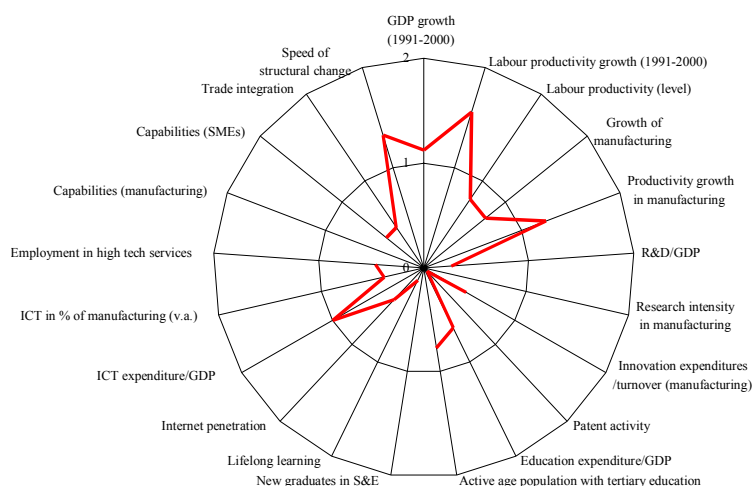 GDP growth
(1991-2000)
2
Labour productivity growth (1991-2000)
Labour productivity (level)
Growth of
manufacturing
Productivity growth
in manufacturing
R&D/GDP
Research intensity
in manufacturing
Innovation expenditures
/turnover (manufacturing)
Patent activity
Education expenditure/GDP
Active age population with tertiary education
New graduates in S&E
Lifelong learning
Internet penetration
ICT expenditure/GDP
ICT in % of manufacturing (v.a.)
Employment in high tech services
Capabilities (manufacturing)
Capabilities (SMEs)
Trade integration
Speed of
structural change
1
0